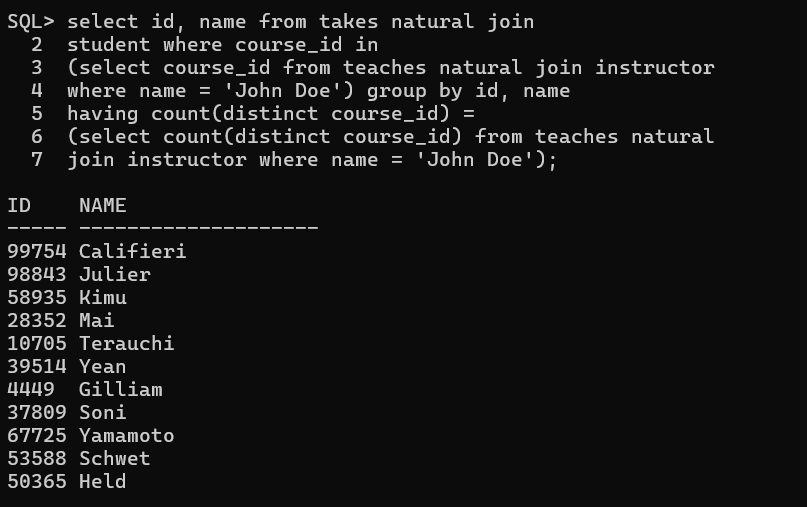 SQL> select id, name from takes natural join
  2  student where course_id in
  3  (select course_id from teaches natural join instructor
  4  where name = 'John Doe') group by id, name
  5  having count(distinct course_id) =
  6  (select count(distinct course_id) from teaches natural
  7  join instructor where name = 'John Doe');

ID    NAME
----- --------------------
99754 Califieri
98843 Julier
58935 Kimu
28352 Mai
10705 Terauchi
39514 Yean
4449  Gilliam
37809 Soni
67725 Yamamoto
53588 Schwet
50365 Held